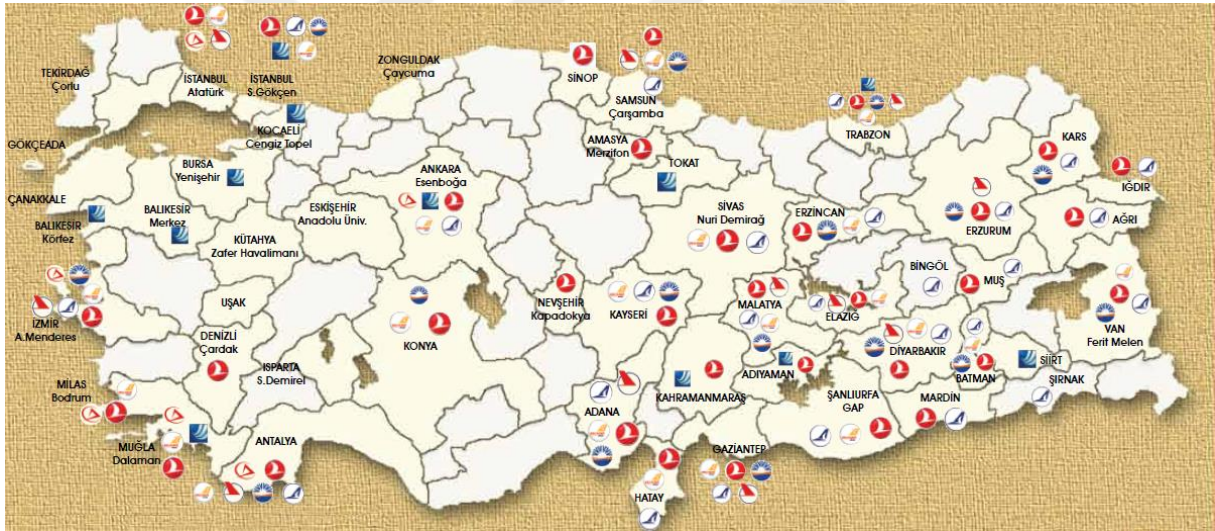 TEKİRDAĞ
Çorlu
İSTANBUL
Atatürk
İSTANBUL
S.Gökçen
KOCAELİ
Cengiz Topel
ZONGULDAK
Çaycuma
SİNOP
SAMSUN
Çarşamba
AMASYA
Merzifon
TOKAT
TRABZON
KARS
IĞDIR
AĞRI
GÖKÇEADA
ÇANAKKALE
BURSA
Yenişehir
BALIKESİR
Merkez
BALIKESİR
Körfez
ESKİŞEHİR
Anadolu Üniv.
ANKARA
Esenboğa
KÜTAHYA
Zafer Havalimanı
SİVAS
Nuri Demirağ
ERZİNCAN
ERZURUM
BİNGÖL
MUŞ
UŞAK
İZMİR
A.Menderes
DENİZLİ
Çardak
ISPARTA
S.Demirel
KONYA
NEVŞEHİR
Kapadokya
KAYSERİ
MALATYA
ELAZIĞ
DİYARBAKIR
BATMAN
SİİRT
VAN
Ferit Melen
ŞIRNAK
MİLAS
Bodrum
MUĞLA
Dalaman
ANTALYA
ADANA
KAHRAMANMARAŞ
ADIYAMAN
ŞANLIURFA
GAP
MARDİN
GAZİANTEP
HATAY